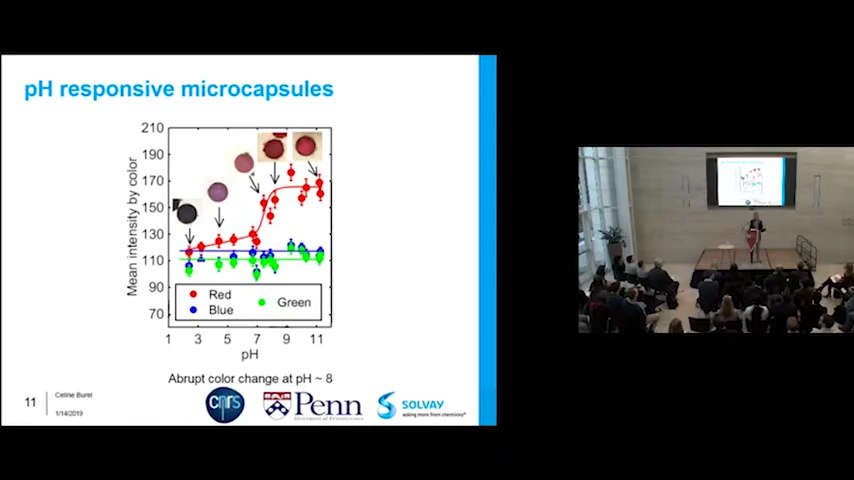 pH responsive microcapsules
210
190
170
150
130
110
90
70
Mean intensity by color
Red
Blue
Green
1 3 5 7 9 11
pH
Abrupt color change at pH ~ 8
11
Celine Burel
1/14/2019
cnrs
Penn
UNIVERSITY of PENNSYLVANIA
SOLVAY
asking more from chemistry®